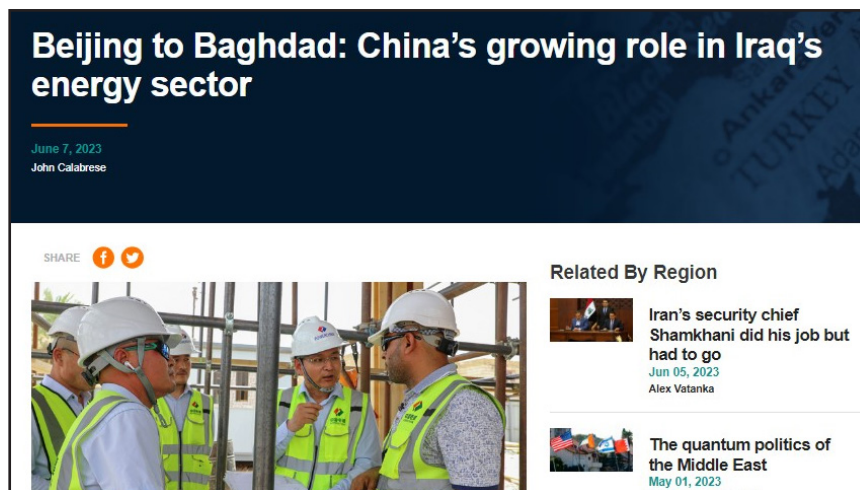 Beijing to Baghdad: China’s growing role in Iraq’s
energy sector
June 7, 2023
John Calabrese
SHARE
Related By Region
Iran’s security chief
Shamkhani did his job but
had to go
Jun 05, 2023
Alex Vatanka
The quantum politics of
the Middle East
May 01, 2023
Ankara
TURKEY